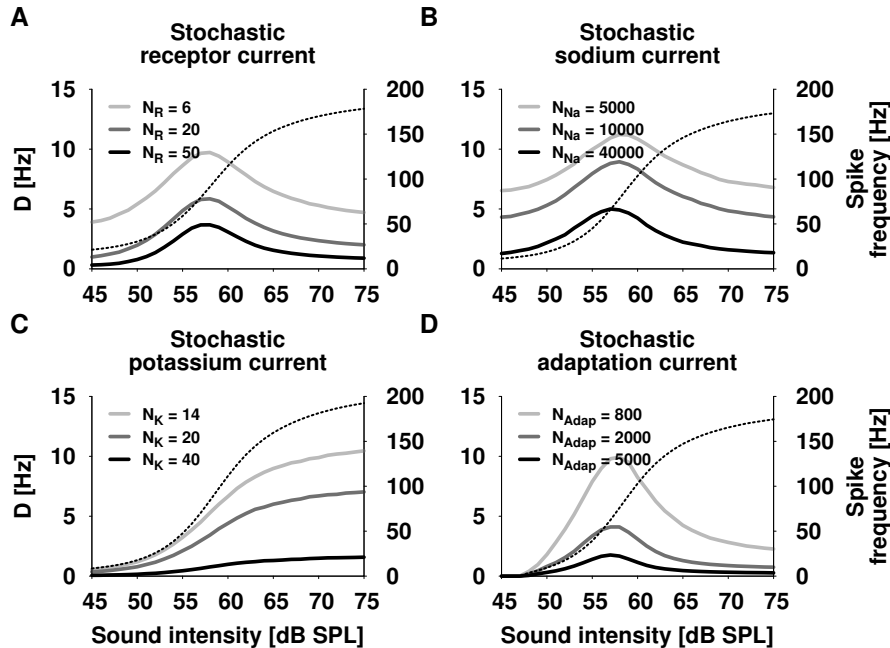 A
Stochastic
receptor current
15
10
5
0
D [Hz]
N_R = 6
N_R = 20
N_R = 50
200
150
100
50
0
45 50 55 60 65 70 75
B
Stochastic
sodium current
15
10
5
0
N_Na = 5000
N_Na = 10000
N_Na = 40000
200
150
100
50
0
Spike
frequency [Hz]
45 50 55 60 65 70 75
C
Stochastic
potassium current
15
10
5
0
D [Hz]
N_K = 14
N_K = 20
N_K = 40
200
150
100
50
0
45 50 55 60 65 70 75
Sound intensity [dB SPL]
D
Stochastic
adaptation current
15
10
5
0
N_Adap = 800
N_Adap = 2000
N_Adap = 5000
200
150
100
50
0
Spike
frequency [Hz]
45 50 55 60 65 70 75
Sound intensity [dB SPL]